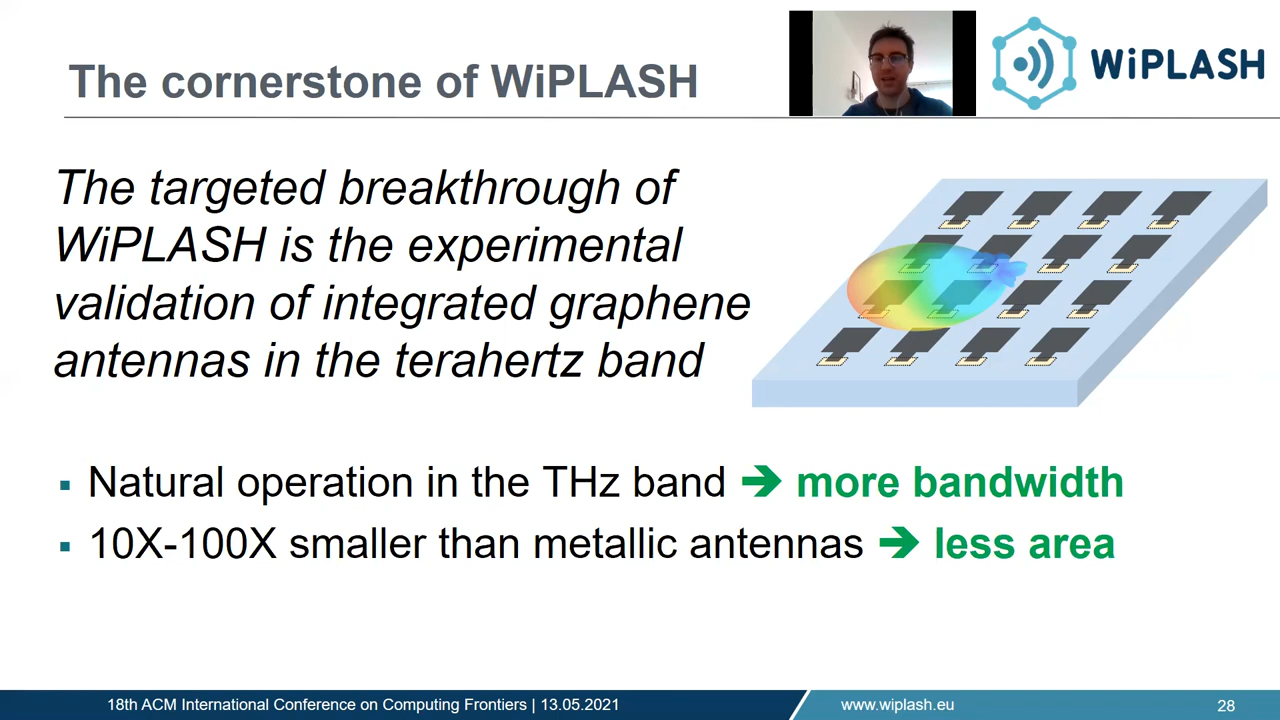 The cornerstone of WiPLASH
WiPLASH
The targeted breakthrough of
WiPLASH is the experimental
validation of integrated graphene
antennas in the terahertz band
▪ Natural operation in the THz band ➔ more bandwidth
▪ 10X-100X smaller than metallic antennas ➔ less area
18th ACM International Conference on Computing Frontiers | 13.05.2021
www.wiplash.eu
28